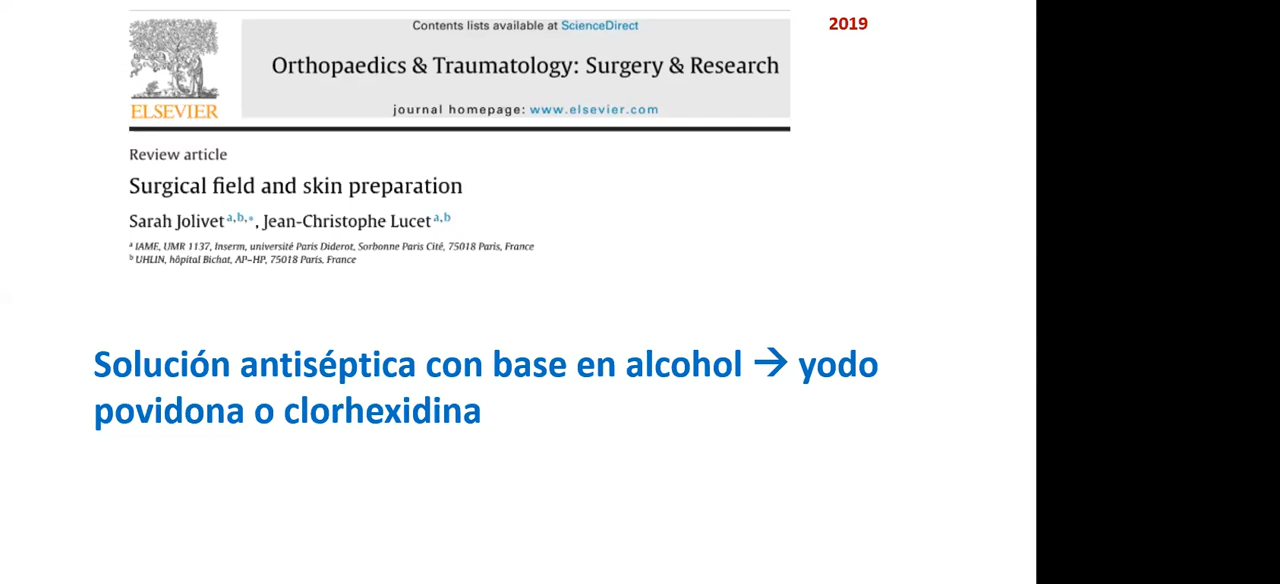 Contents lists available at ScienceDirect
2019
Orthopaedics & Traumatology: Surgery & Research
journal homepage: www.elsevier.com
ELSEVIER
Review article
Surgical field and skin preparation
Sarah Jolivet a,b,*, Jean-Christophe Lucet a,b
a IAME, UMR 1137, Inserm, université Paris Diderot, Sorbonne Paris Cité, 75018 Paris, France
b UHLIN, hôpital Bichat, AP–HP, 75018 Paris, France
Solución antiséptica con base en alcohol → yodo
povidona o clorhexidina